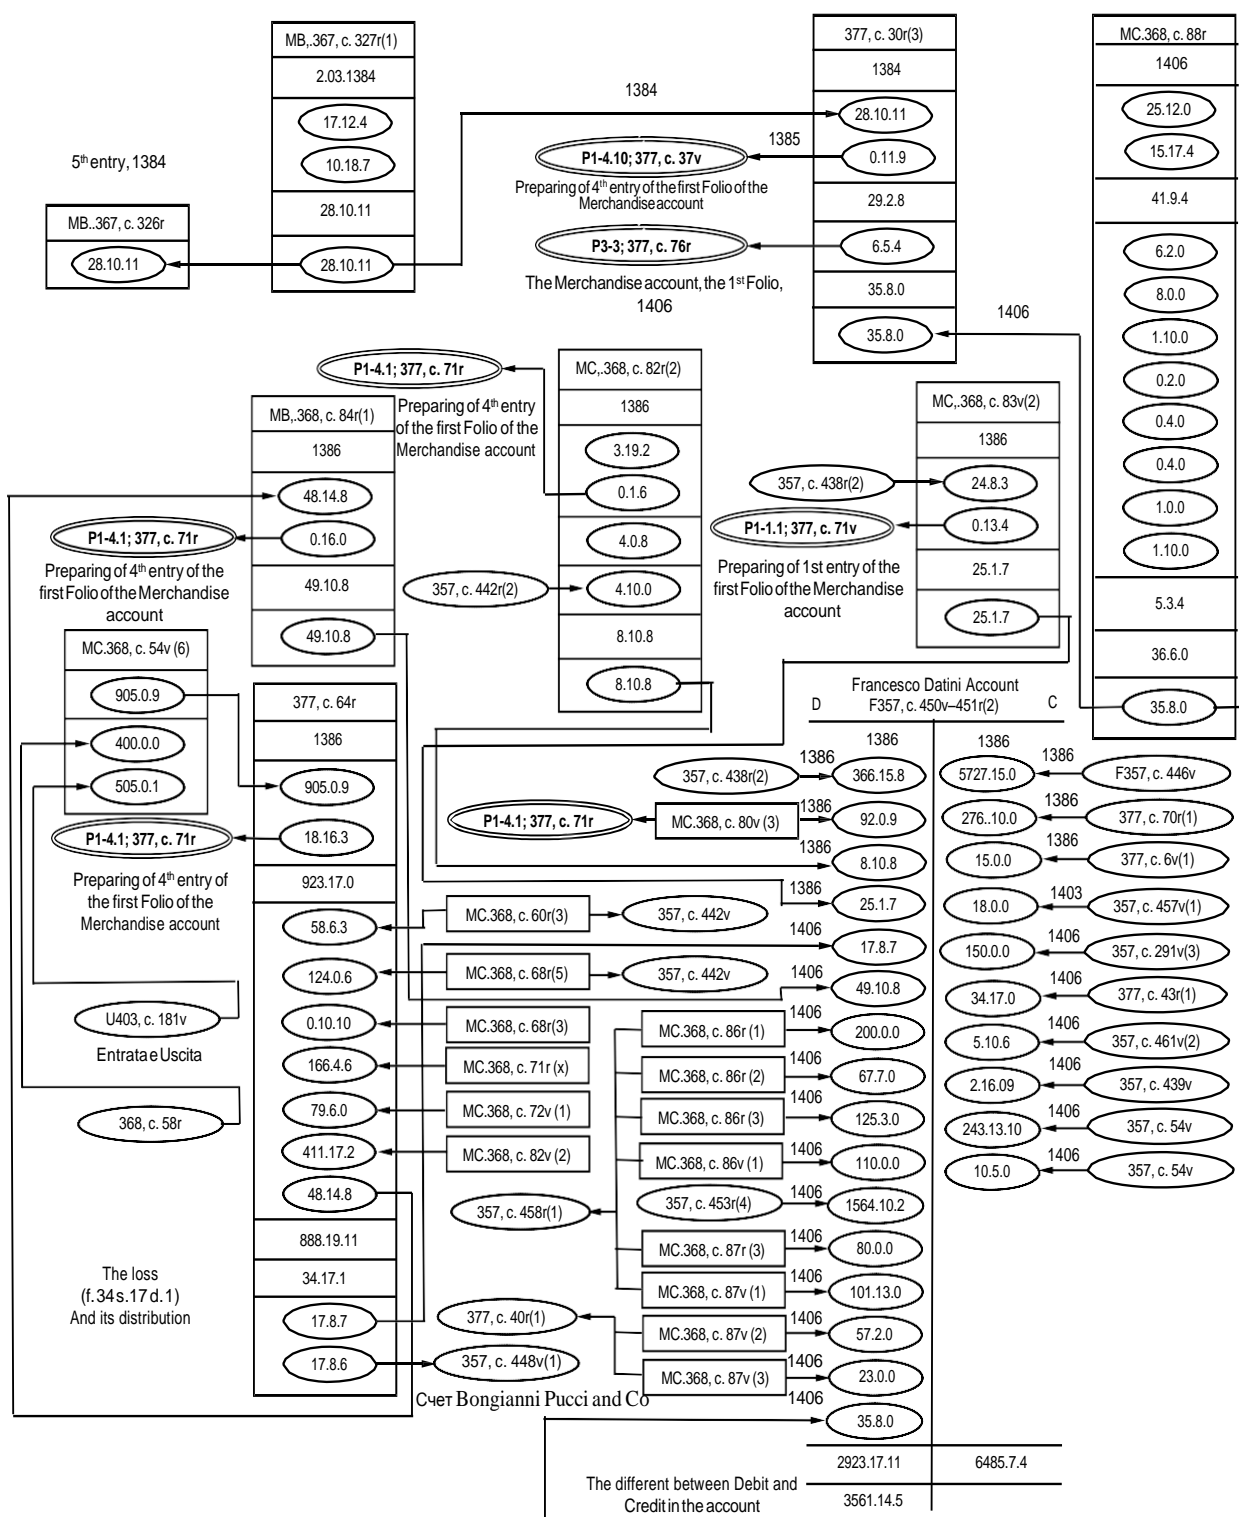 MB,.367, c. 327r(1)
2.03.1384
17.12.4
10.18.7
28.10.11
28.10.11
5th entry, 1384
MB..367, c. 326r
28.10.11
1384
377, c. 30r(3)
1384
28.10.11
1385
0.11.9
P1-4.10; 377, c. 37v
Preparing of 4th entry of the first Folio of the
Merchandise account
29.2.8
P3-3; 377, c. 76r
6.5.4
The Merchandise account, the 1st Folio,
1406
35.8.0
35.8.0
1406
MC.368, c. 88r
1406
25.12.0
15.17.4
41.9.4
6.2.0
8.0.0
1.10.0
0.2.0
0.4.0
0.4.0
1.0.0
1.10.0
5.3.4
36.6.0
35.8.0
P1-4.1; 377, c. 71r
Preparing of 4th entry
of the first Folio of the
Merchandise account
MC,.368, c. 82r(2)
1386
3.19.2
0.1.6
4.0.8
357, c. 442r(2)
4.10.0
8.10.8
8.10.8
MC,.368, c. 83v(2)
1386
357, c. 438r(2)
24.8.3
P1-1.1; 377, c. 71v
0.13.4
Preparing of 1st entry of the
first Folio of the Merchandise
account
25.1.7
25.1.7
MB,.368, c. 84r(1)
1386
48.14.8
P1-4.1; 377, c. 71r
0.16.0
Preparing of 4th entry of the
first Folio of the Merchandise
account
49.10.8
49.10.8
MC.368, c. 54v (6)
905.0.9
400.0.0
505.0.1
377, c. 64r
1386
905.0.9
P1-4.1; 377, c. 71r
18.16.3
Preparing of 4th entry of
the first Folio of the
Merchandise account
923.17.0
58.6.3
MC.368, c. 60r(3)
357, c. 442v
124.0.6
MC.368, c. 68r(5)
357, c. 442v
U403, c. 181v
Entrata e Uscita
0.10.10
MC.368, c. 68r(3)
166.4.6
MC.368, c. 71r (x)
368, c. 58r
79.6.0
MC.368, c. 72v (1)
411.17.2
MC.368, c. 82v (2)
48.14.8
888.19.11
34.17.1
The loss
(f. 34 s. 17 d. 1)
And its distribution
17.8.7
17.8.6
357, c. 448v(1)
Счет Bongianni Pucci and Co
Francesco Datini Account
D F357, c. 450v–451r(2) C
1386 1386
357, c. 438r(2) 1386 366.15.8 5727.15.0 1386 F357, c. 446v
P1-4.1; 377, c. 71r MC.368, c. 80v (3) 1386 92.0.9 276..10.0 1386 377, c. 70r(1)
1386 8.10.8 15.0.0 1386 377, c. 6v(1)
1386 25.1.7 18.0.0 1403 357, c. 457v(1)
1406 17.8.7 150.0.0 1406 357, c. 291v(3)
1406 49.10.8 34.17.0 1406 377, c. 43r(1)
MC.368, c. 86r (1) 1406 200.0.0 5.10.6 1406 357, c. 461v(2)
MC.368, c. 86r (2) 1406 67.7.0 2.16.09 1406 357, c. 439v
MC.368, c. 86r (3) 1406 125.3.0 243.13.10 1406 357, c. 54v
MC.368, c. 86v (1) 1406 110.0.0 10.5.0 1406 357, c. 54v
357, c. 458r(1) 357, c. 453r(4) 1406 1564.10.2
MC.368, c. 87r (3) 1406 80.0.0
MC.368, c. 87v (1) 1406 101.13.0
377, c. 40r(1) MC.368, c. 87v (2) 1406 57.2.0
MC.368, c. 87v (3) 1406 23.0.0
1406 35.8.0
2923.17.11 6485.7.4
The different between Debit and
Credit in the account
3561.14.5